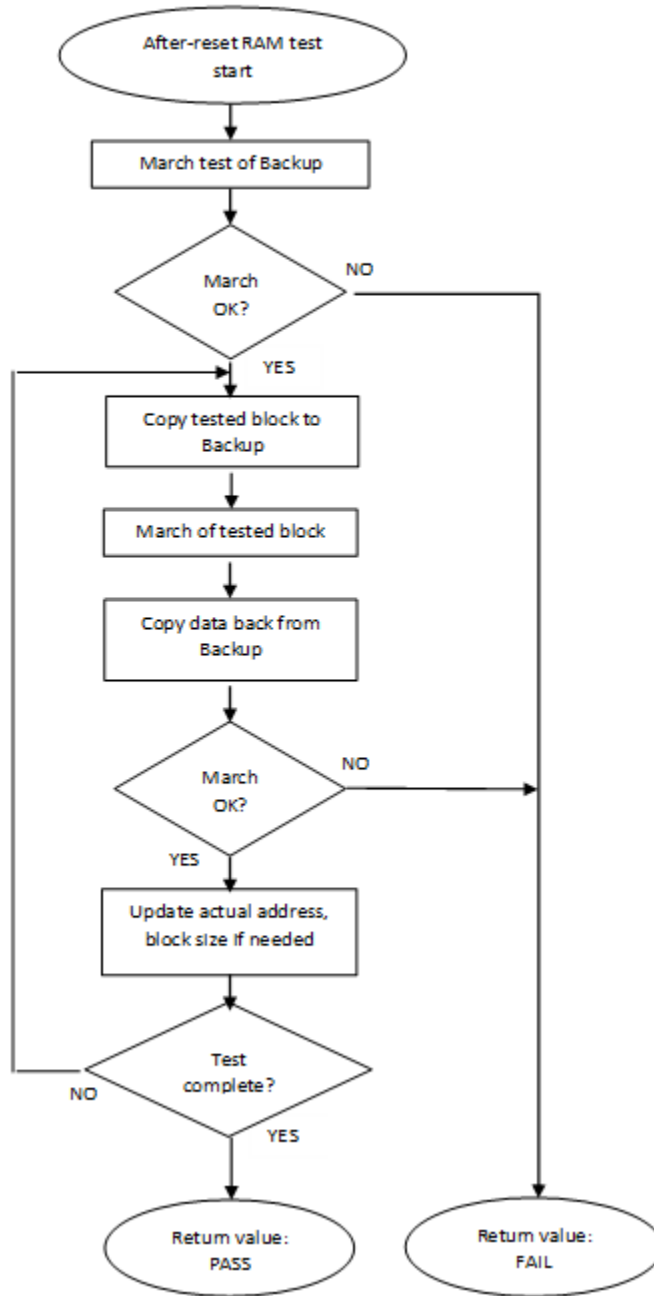 After-reset RAM test
start
March test of Backup
March
OK?
NO
YES
Copy tested block to
Backup
March of tested block
Copy data back from
Backup
March
OK?
NO
YES
Update actual address,
block size if needed
Test
complete?
NO
YES
Return value:
PASS
Return value:
FAIL